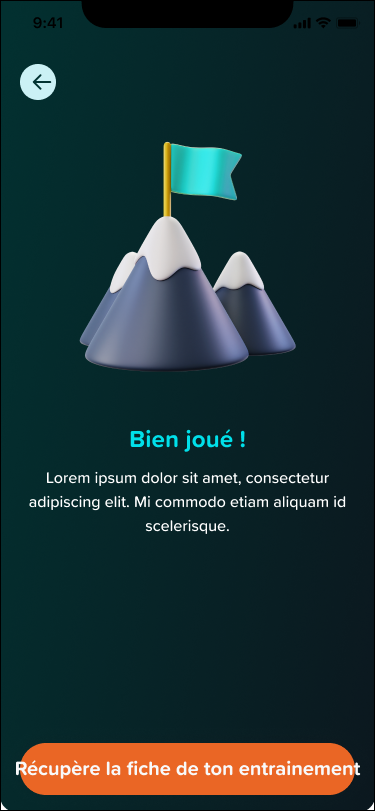 9:41
Bien joué !
Lorem ipsum dolor sit amet, consectetur
adipiscing elit. Mi commodo etiam aliquam id
scelerisque.
Récupère la fiche de ton entrainement